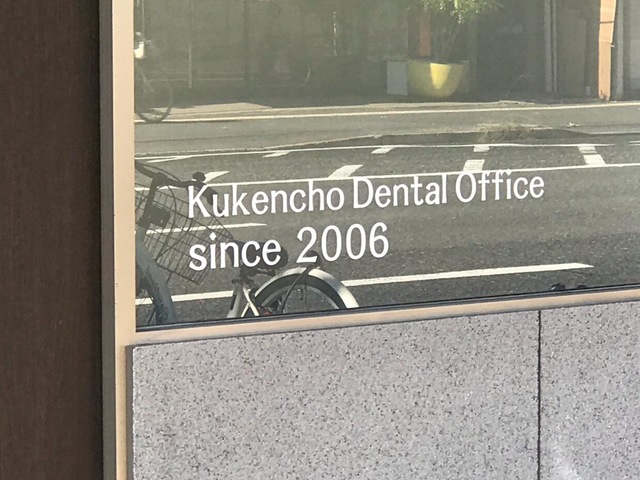 Kukencho Dental Office
since 2006